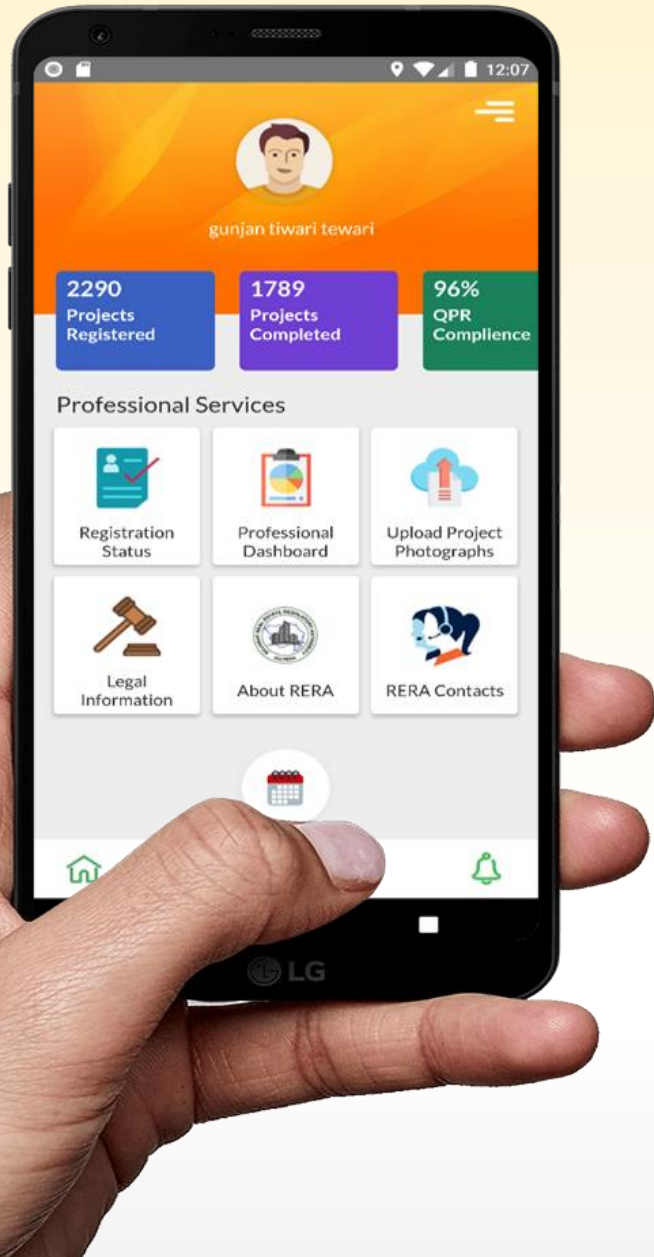 12:07
gunjan tiwari tewari
2290
Projects
Registered
1789
Projects
Completed
96%
QPR
Complience
Professional Services
Registration
Status
Professional
Dashboard
Upload Project
Photographs
Legal
Information
About RERA
RERA Contacts
LG